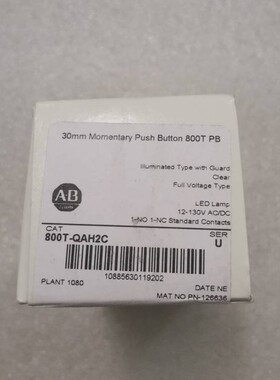 30mm Momentary Push Button 800T PB
Illuminated Type with Guard
Clear
Full Voltage Type
AB
LED Lamp
12-130V AC/DC
1-NO 1-NC Standard Contacts
CAT
SER
800T-QAH2C
U
10885630119202
PLANT 1080
DATE NE
MAT NO PN-126636